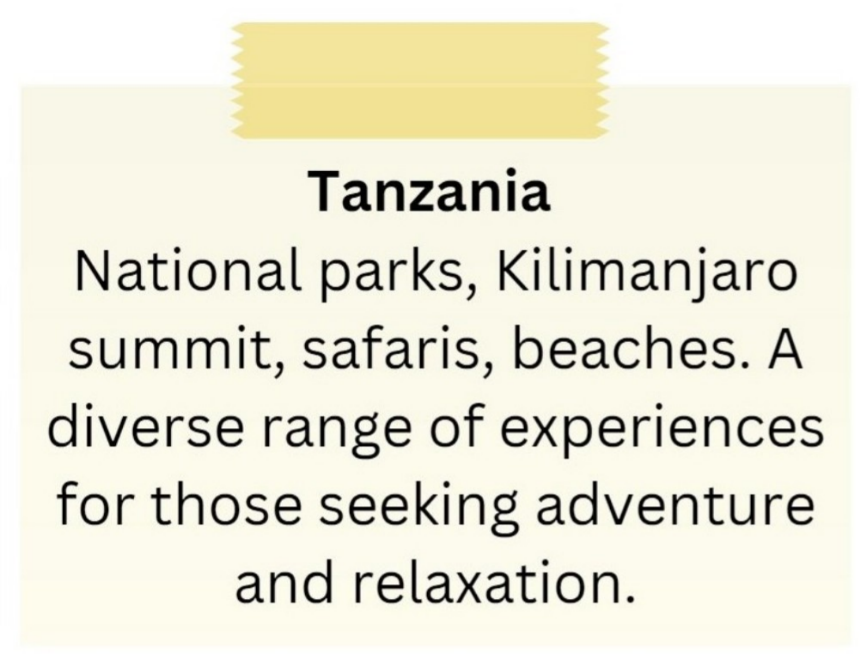 Tanzania
National parks, Kilimanjaro
summit, safaris, beaches. A
diverse range of experiences
for those seeking adventure
and relaxation.